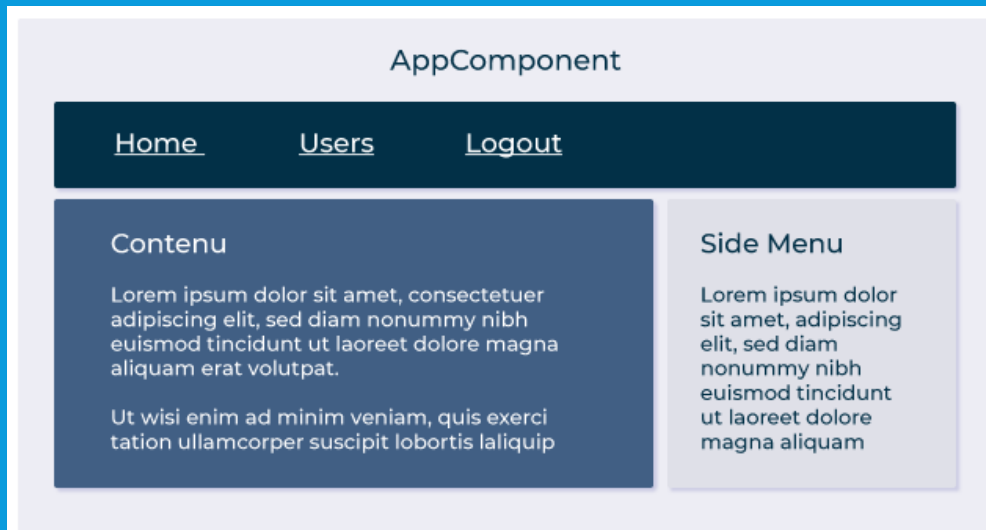 AppComponent
Home
Users
Logout
Contenu
Lorem ipsum dolor sit amet, consectetuer
adipiscing elit, sed diam nonummy nibh
euismod tincidunt ut laoreet dolore magna
aliquam erat volutpat.
Ut wisi enim ad minim veniam, quis exerci
tation ullamcorper suscipit lobortis laliquip
Side Menu
Lorem ipsum dolor
sit amet, adipiscing
elit, sed diam
nonummy nibh
euismod tincidunt
ut laoreet dolore
magna aliquam